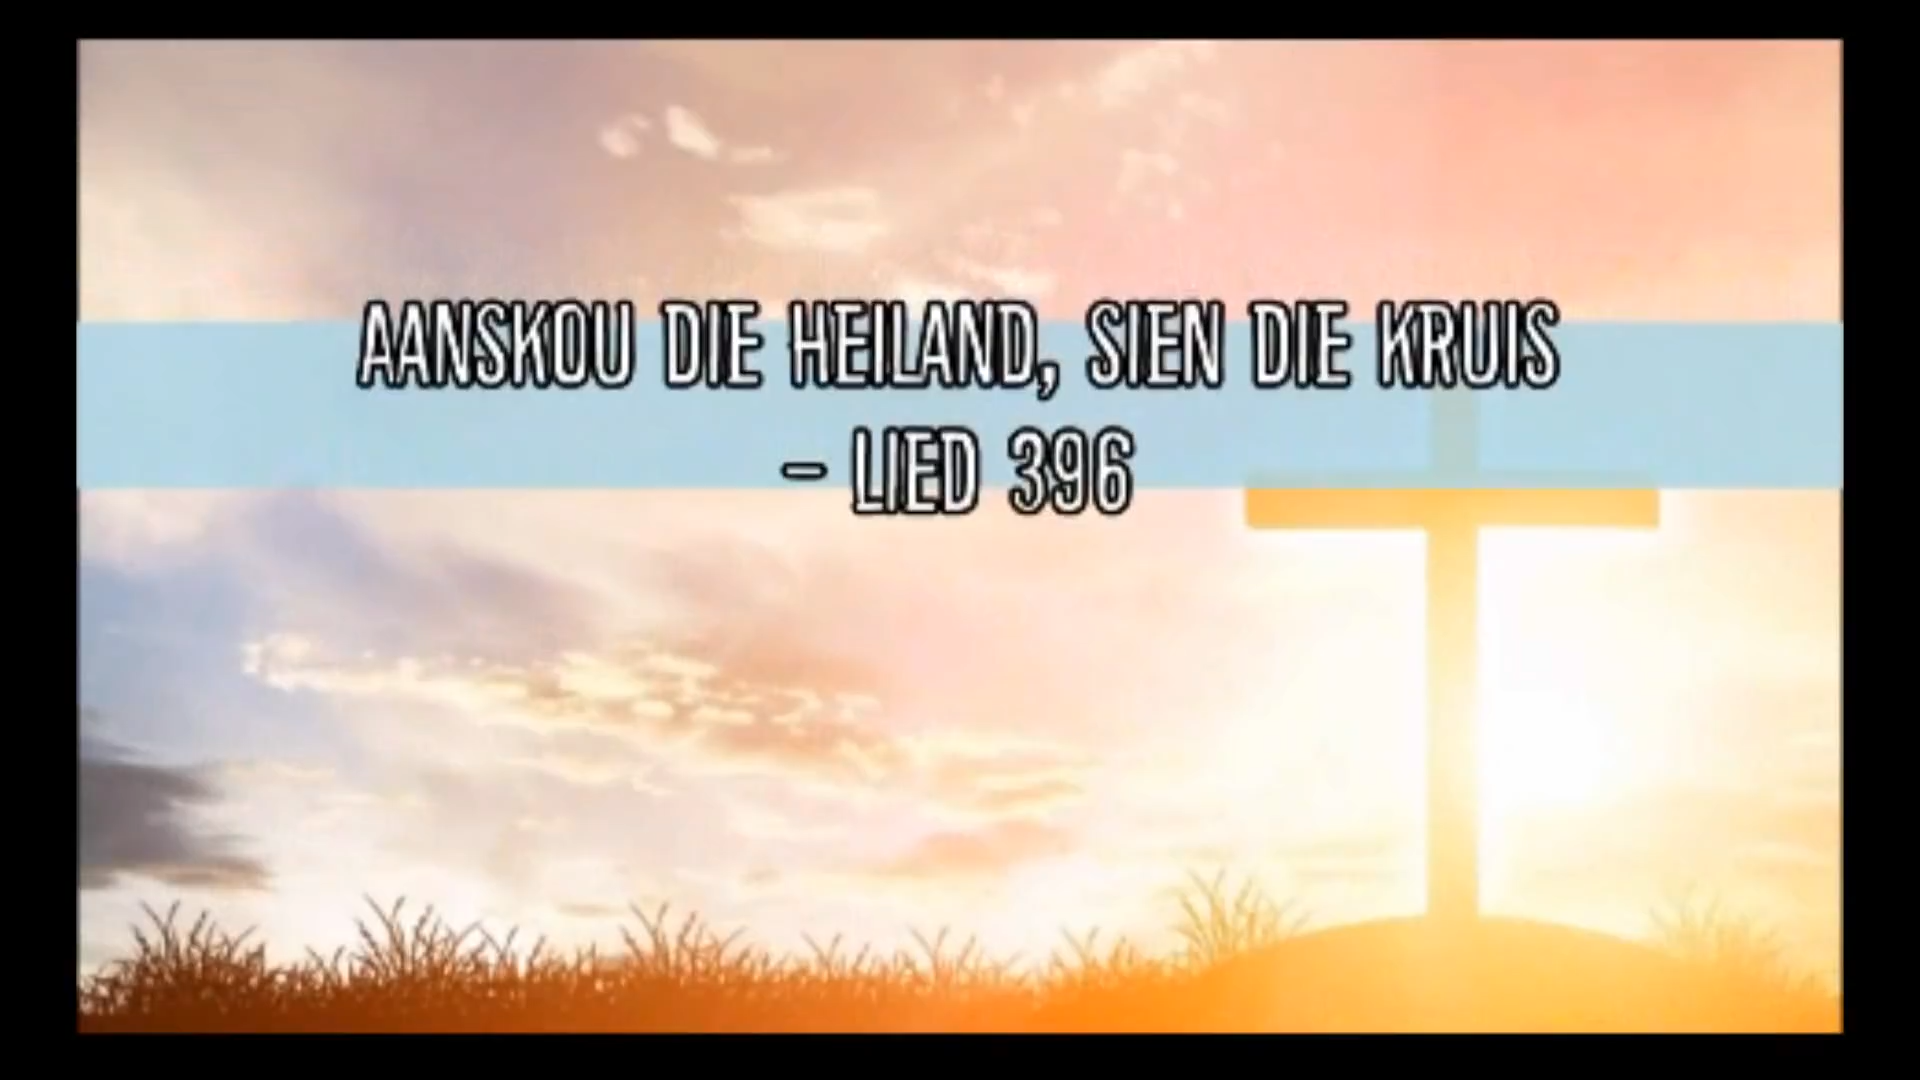 AANSKOU DIE HEILAND, SIEN DIE KRUIS
– LIED 396